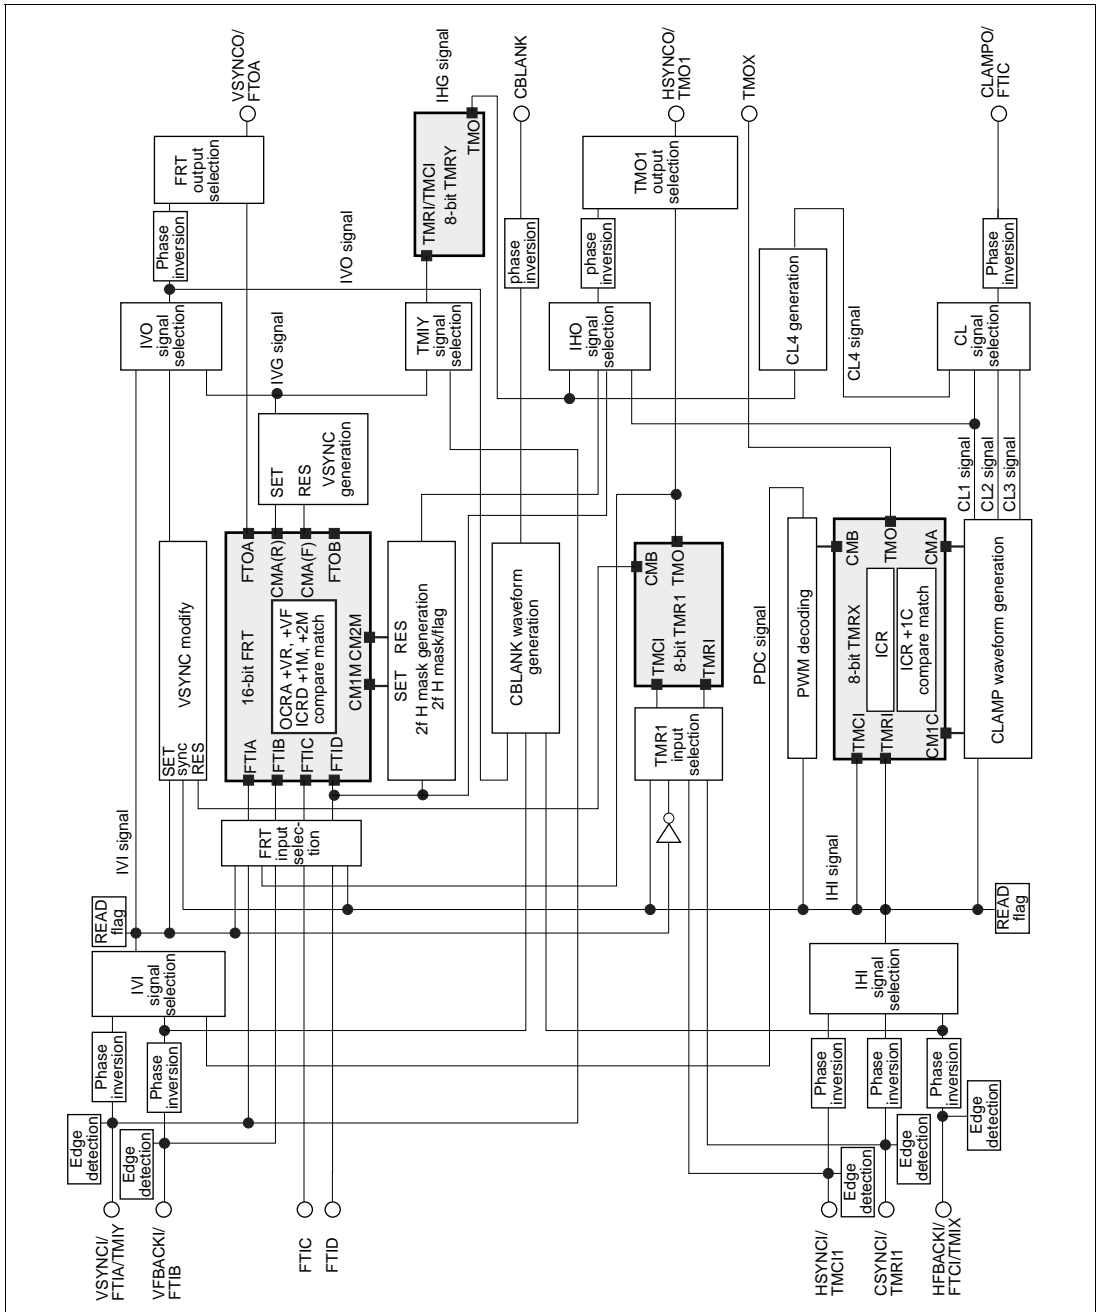 VSYNCI/
FTIA/TMIY
VFBACKI/
FTIB
FTIC
FTID
HSYNCI/
TMCI1
CSYNCI/
TMRI1
HFBACKI/
FTCI/TMIX
Edge
detection
Edge
detection
Edge
detection
Edge
detection
Edge
detection
Phase
inversion
Phase
inversion
Phase
inversion
Phase
inversion
Phase
inversion
IVI
signal
selection
IHI
signal
selection
READ
flag
READ
flag
IVI signal
IHI signal
FRT
input
selec-
tion
TMR1
input
selection
SET
sync
RES
VSYNC modify
FTIA
FTIB
FTIC
FTID
16-bit FRT
OCRA +VR, +VF
ICRD +1M, +2M
compare match
FTOA
CMA(R)
CMA(F)
FTOB
CM1M CM2M
SET RES
2f H mask generation
2f H mask/flag
CBLANK waveform
generation
TMCI
TMRI
8-bit TMR1
CMB
TMO
PDC signal
PWM decoding
TMCI
TMRI
8-bit TMRX
ICR
ICR +1C
compare match
CMB
TMO
CMA
CM1C
CLAMP waveform generation
CL1 signal
CL2 signal
CL3 signal
SET
RES
VSYNC
generation
IVG signal
IVO
signal
selection
TMIY
signal
selection
IHO
signal
selection
CL4 generation
CL4 signal
CL
signal
selection
IVO signal
Phase
inversion
phase
inversion
phase
inversion
Phase
inversion
TMRI/TMCI
8-bit TMRY
TMO
IHG signal
FRT
output
selection
TMO1
output
selection
VSYNCO/
FTOA
CBLANK
HSYNCO/
TMO1
TMOX
CLAMPO/
FTIC